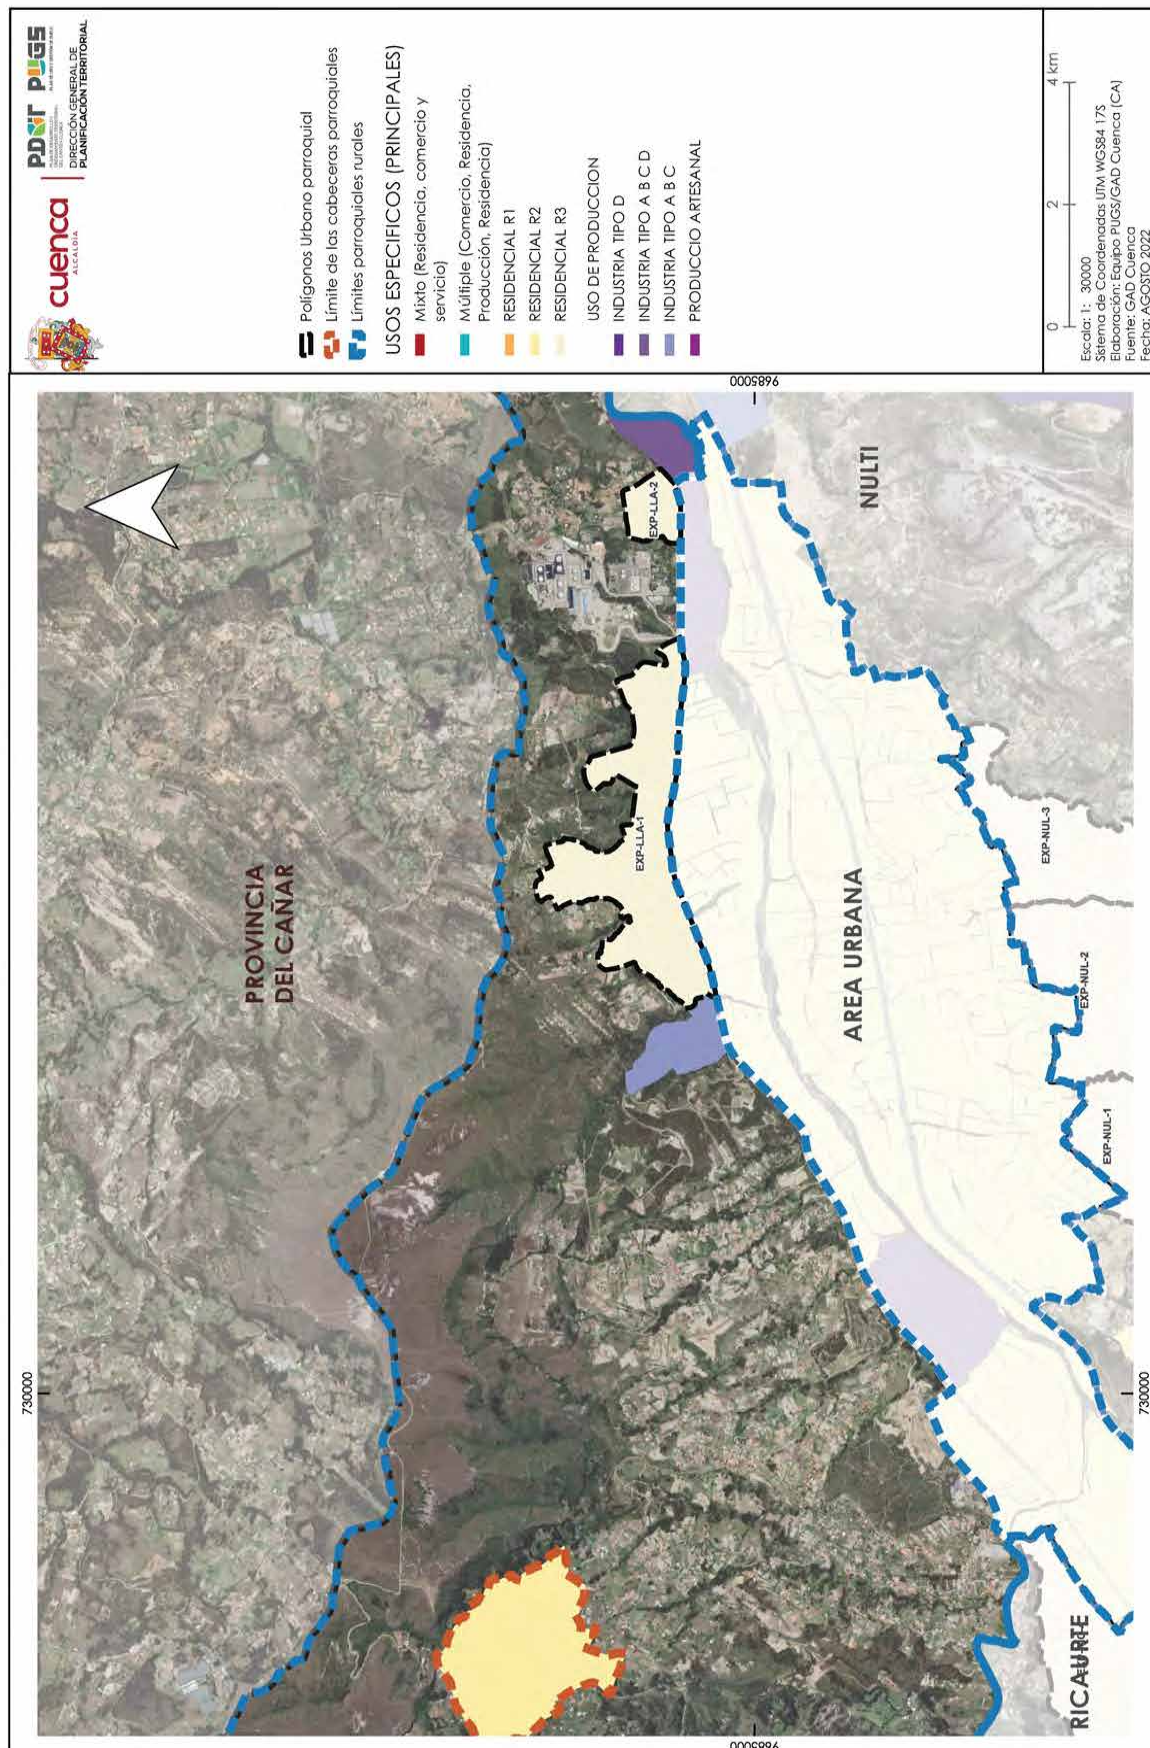 cuenca
ALCALDÍA
PDOT PUGS
DIRECCIÓN GENERAL DE
PLANIFICACIÓN TERRITORIAL
Polígonos Urbano parroquial
Límite de las cabeceras parroquiales
Límites parroquiales rurales
USOS ESPECIFICOS (PRINCIPALES)
Mixto (Residencia, comercio y
servicio)
Múltiple (Comercio, Residencia,
Producción, Residencia)
RESIDENCIAL R1
RESIDENCIAL R2
RESIDENCIAL R3
USO DE PRODUCCION
INDUSTRIA TIPO D
INDUSTRIA TIPO A B C D
INDUSTRIA TIPO A B C
PRODUCCIO ARTESANAL
0 2 4 km
Escala: 1: 30000
Sistema de Coordenadas UTM WGS84 17S
Elaboración: Equipo PUGS/GAD Cuenca (CA)
Fuente: GAD Cuenca
Fecha: AGOSTO 2022
730000
PROVINCIA
DEL CAÑAR
EXP-LLA-1
EXP-LLA-2
9685000
AREA URBANA
NULTI
EXP-NUL-1
EXP-NUL-2
EXP-NUL-3
RICAURTE
730000